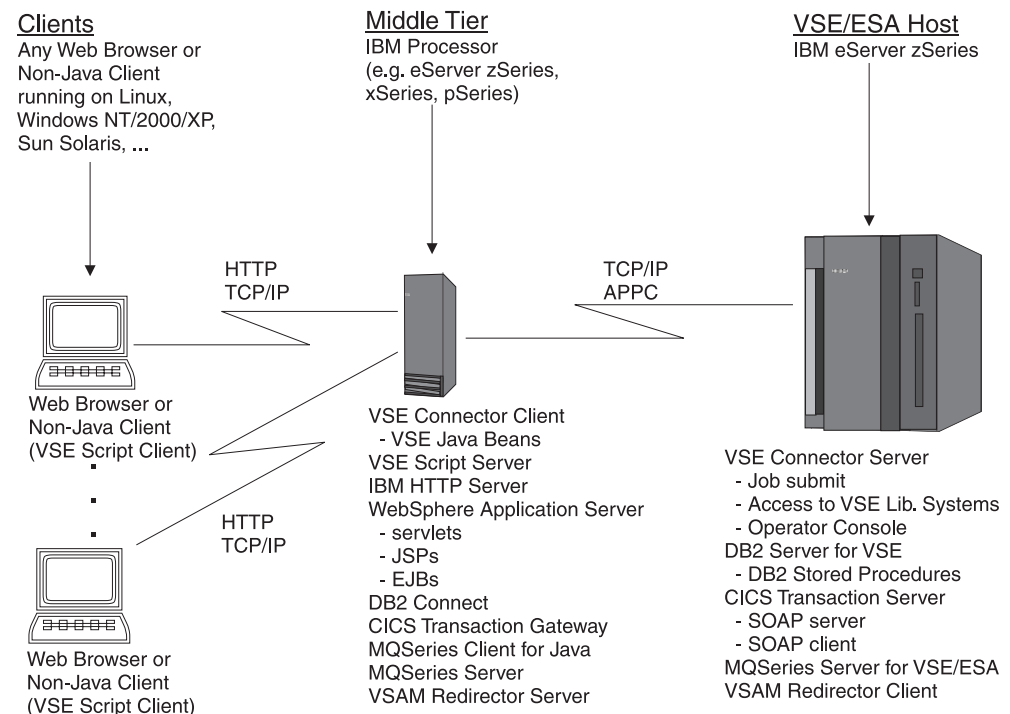 Clients
Any Web Browser or
Non-Java Client
running on Linux,
Windows NT/2000/XP,
Sun Solaris, ...
Middle Tier
IBM Processor
(e.g. eServer zSeries,
xSeries, pSeries)
VSE/ESA Host
IBM eServer zSeries
HTTP
TCP/IP
TCP/IP
APPC
Web Browser or
Non-Java Client
(VSE Script Client)
HTTP
TCP/IP
Web Browser or
Non-Java Client
(VSE Script Client)
VSE Connector Client
- VSE Java Beans
VSE Script Server
IBM HTTP Server
WebSphere Application Server
- servlets
- JSPs
- EJBs
DB2 Connect
CICS Transaction Gateway
MQSeries Client for Java
MQSeries Server
VSAM Redirector Server
VSE Connector Server
- Job submit
- Access to VSE Lib. Systems
- Operator Console
DB2 Server for VSE
- DB2 Stored Procedures
CICS Transaction Server
- SOAP server
- SOAP client
MQSeries Server for VSE/ESA
VSAM Redirector Client